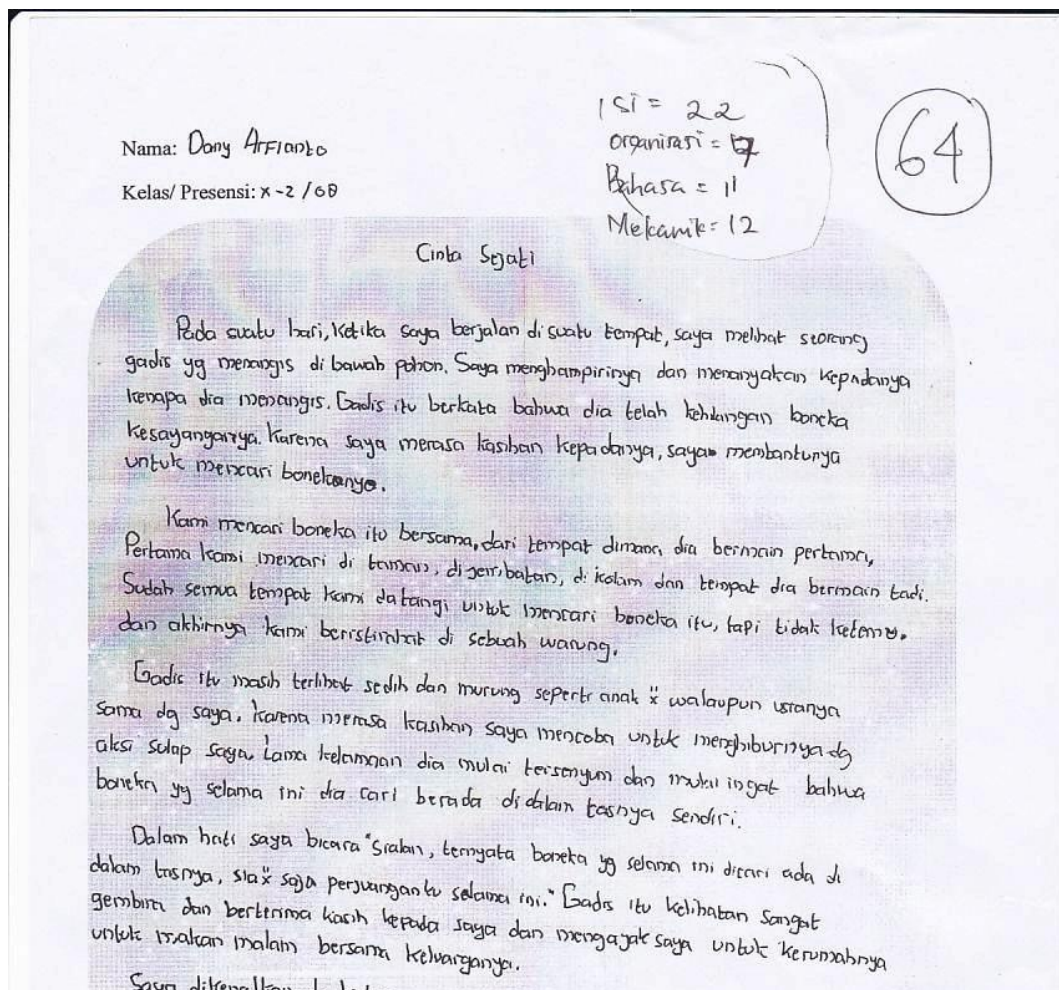 Isi = 22
organisasi = 7
Bahasa = 11
Mekanik = 12
64
Nama: Dony Arfianto
Kelas/ Presensi: X-2 / 08
Cinta Sejati
Pada suatu hari, ketika saya berjalan di suatu tempat, saya melihat seorang
gadis yg menangis di bawah pohon. Saya menghampirinya dan menanyakan kepadanya
kenapa dia menangis. Gadis itu berkata bahwa dia telah kehilangan boneka
kesayangannya. Karena saya merasa kasihan kepadanya, saya membantunya
untuk mencari bonekanya.
Kami mencari boneka itu bersama, dari tempat dimana dia bermain pertama,
Pertama kami mencari di taman, di jembatan, di kolam dan tempat dia bermain tadi.
Sudah semua tempat kami datangi untuk mencari boneka itu, tapi tidak ketemu.
dan akhirnya kami beristirahat di sebuah warung.
Gadis itu masih terlihat sedih dan murung seperti anak" x walaupun usianya
sama dg saya. Karena merasa kasihan saya mencoba untuk menghiburnya dg
aksi sulap saya. Lama kelamaan dia mulai tersenyum dan mulai ingat bahwa
boneka yg selama ini dia cari berada didalam tasnya sendiri.
Dalam hati saya bicara "Sialan, ternyata boneka yg selama ini dicari ada di
dalam tasnya, sia"x saja perjuanganku selama ini." Gadis itu kelihatan sangat
gembira dan berterima kasih kepada saya dan mengajak saya untuk kerumahnya
untuk makan malam bersama keluarganya.
Saya dikenalkan